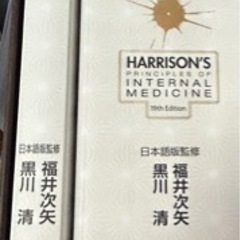 日本語版監修
福井次矢
黒川 清
HARRISON'S
PRINCIPLES OF
INTERNAL
MEDICINE
19th Edition
日本語版監修
福井次矢
黒川 清